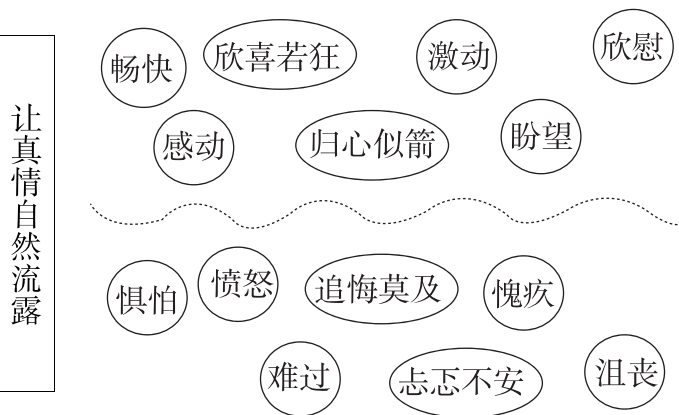 让真情自然流露
畅快
欣喜若狂
激动
欣慰
感动
归心似箭
盼望
惧怕
愤怒
追悔莫及
愧疚
难过
忐忑不安
沮丧